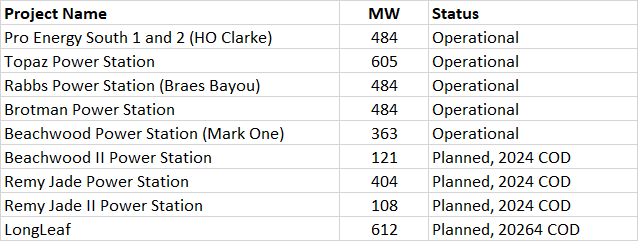 Project Name MW Status
Pro Energy South 1 and 2 (HO Clarke) 484 Operational
Topaz Power Station 605 Operational
Rabbs Power Station (Braes Bayou) 484 Operational
Brotman Power Station 484 Operational
Beachwood Power Station (Mark One) 363 Operational
Beachwood II Power Station 121 Planned, 2024 COD
Remy Jade Power Station 404 Planned, 2024 COD
Remy Jade II Power Station 108 Planned, 2024 COD
LongLeaf 612 Planned, 20264 COD